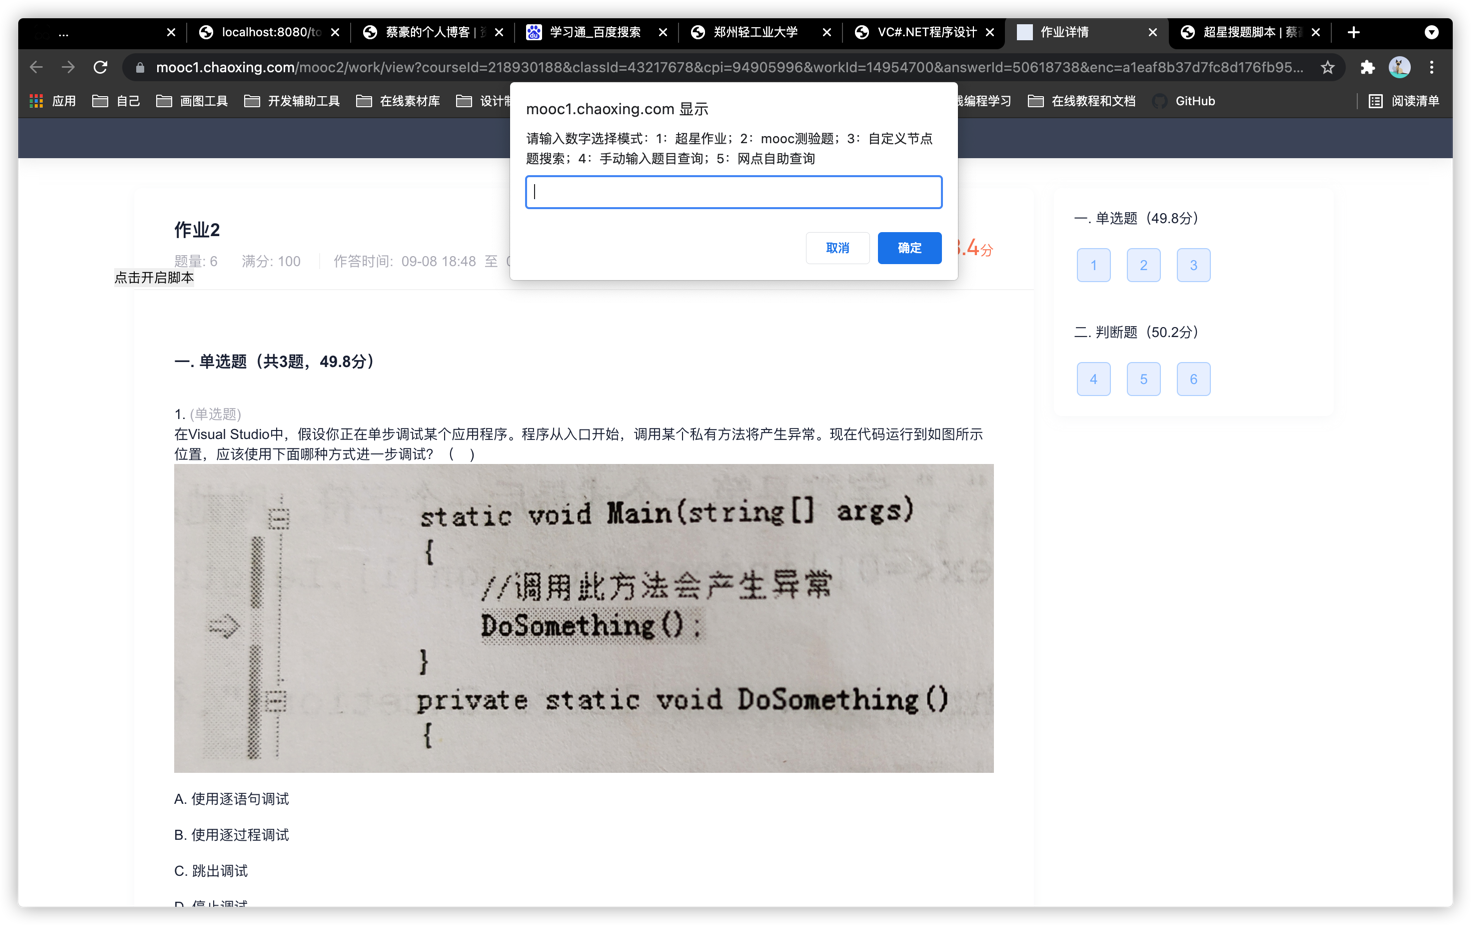 ...
localhost:8080/to
蔡豪的个人博客
学习通_百度搜索
郑州轻工业大学
VC#.NET程序设计
作业详情
超星搜题脚本 | 蔡
mooc1.chaoxing.com/mooc2/work/view?courseId=218930188&classId=43217678&cpi=94905996&workId=14954700&answerId=50618738&enc=a1eaf8b37d7fc8d176fb95...
应用
自己
画图工具
开发辅助工具
在线素材库
设计
编程学习
在线教程和文档
GitHub
阅读清单
mooc1.chaoxing.com 显示
请输入数字选择模式：1：超星作业；2：mooc测验题；3：自定义节点
题搜索；4：手动输入题目查询；5：网点自助查询
取消
确定
作业2
题量: 6 满分: 100 作答时间: 09-08 18:48 至
.4分
点击开启脚本
一. 单选题（49.8分）
1 2 3
二. 判断题（50.2分）
4 5 6
一. 单选题（共3题，49.8分）
1. (单选题)
在Visual Studio中，假设你正在单步调试某个应用程序。程序从入口开始，调用某个私有方法将产生异常。现在代码运行到如图所示
位置，应该使用下面哪种方式进一步调试？（ ）
static void Main(string[] args)
{
//调用此方法会产生异常
DoSomething();
}
private static void DoSomething()
{
A. 使用逐语句调试
B. 使用逐过程调试
C. 跳出调试
D. 停止调试